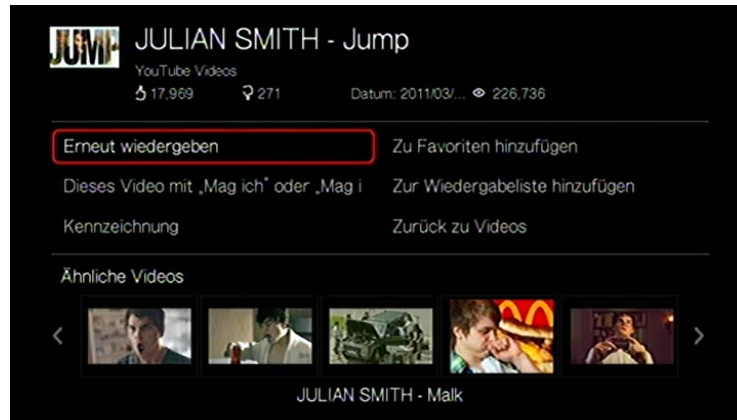 JUMP
JULIAN SMITH - Jump
YouTube Videos
17,969 271 Datum: 2011/03/... 226,736
Erneut wiedergeben
Zu Favoriten hinzufügen
Dieses Video mit „Mag ich“ oder „Mag i
Zur Wiedergabeliste hinzufügen
Kennzeichnung
Zurück zu Videos
Ähnliche Videos
JULIAN SMITH - Malk